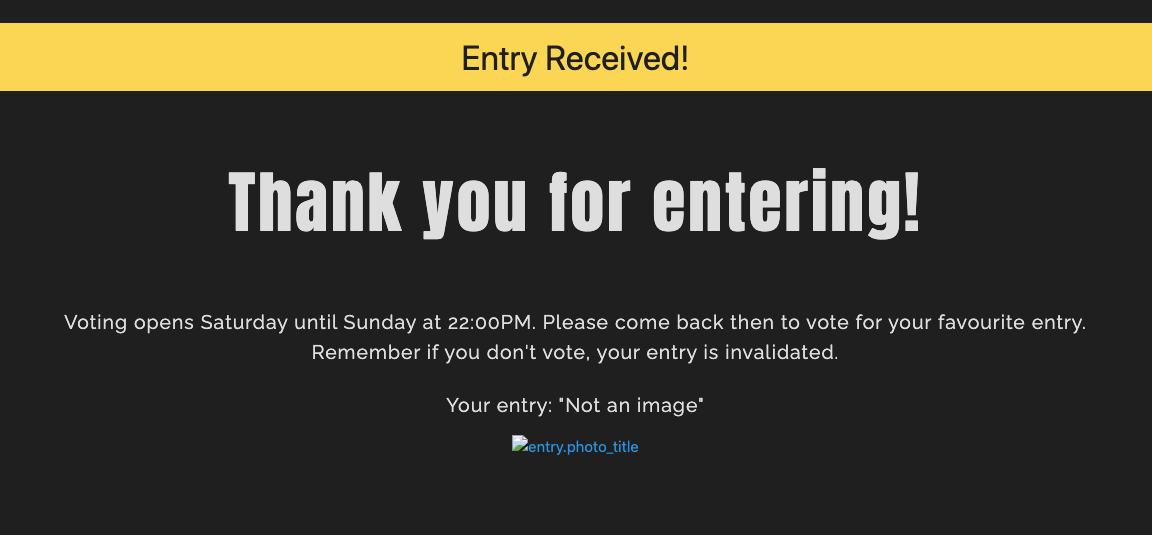 Entry Received!
Thank you for entering!
Voting opens Saturday until Sunday at 22:00PM. Please come back then to vote for your favourite entry.
Remember if you don't vote, your entry is invalidated.
Your entry: "Not an image"
entry.photo_title